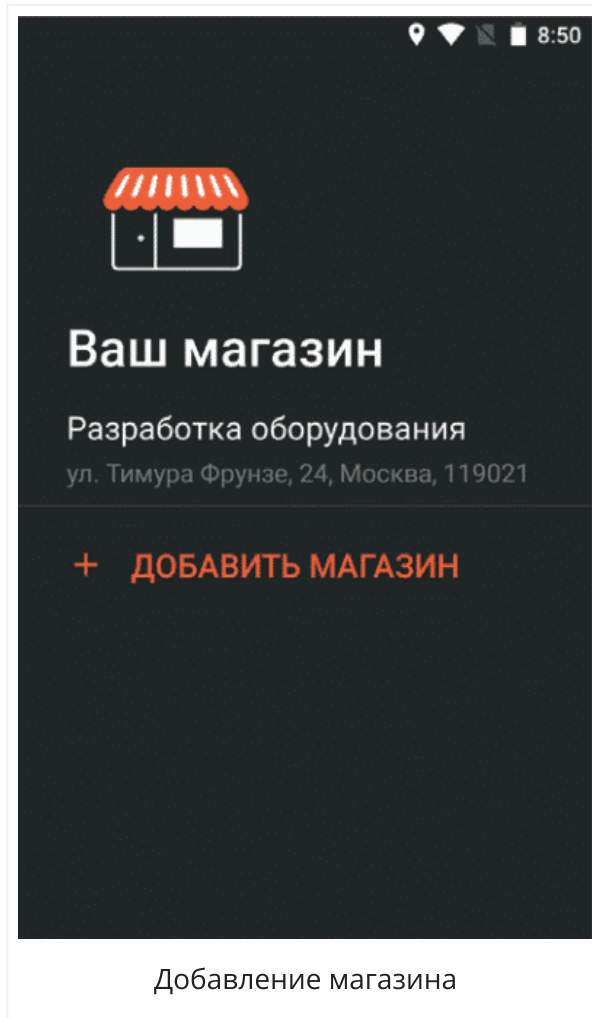 8:50
Ваш магазин
Разработка оборудования
ул. Тимура Фрунзе, 24, Москва, 119021
+ ДОБАВИТЬ МАГАЗИН
Добавление магазина